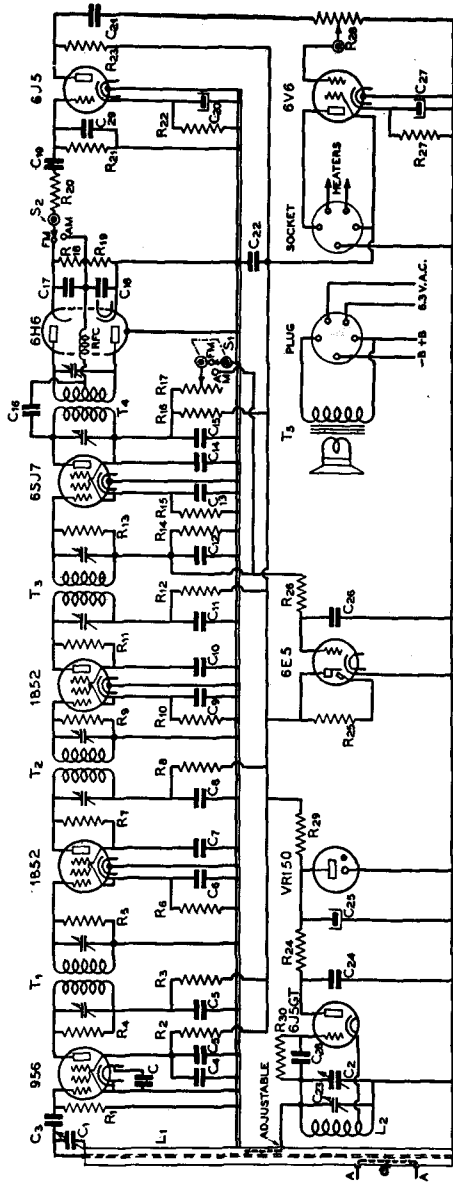 956
T1
1852
T2
1852
T3
6SJ7
C16
T4
6H6
S2
C19
6J5
C21
C3
C1
R1
C
R4
C4
C5
R2
C5
R3
R5
R6
C6
C7
R7
C8
R8
R9
R10
C9
C10
R11
C11
R12
R13
C12
R14
R15
C13
C14
C15
R16
R17
1 RFC
C17
C18
R18
R19
FM
AM
R20
R21
C29
R22
C20
R23
L1
AM
FM
S1
C22
ADJUSTABLE
R30
6J5GT
C28
C23
C2
L2
C24
R24
C25
VR150
R29
R25
6E5
R26
C26
T5
PLUG
-B +B
6.3 V.A.C.
SOCKET
HEATERS
6V6
R28
R27
C27
A
A